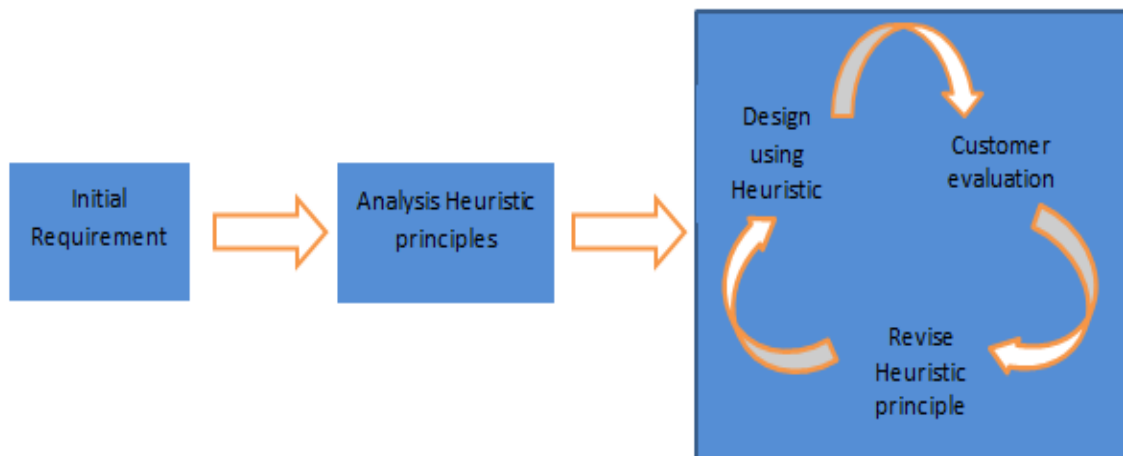 Initial
Requirement
Analysis Heuristic
principles
Design
using
Heuristic
Customer
evaluation
Revise
Heuristic
principle